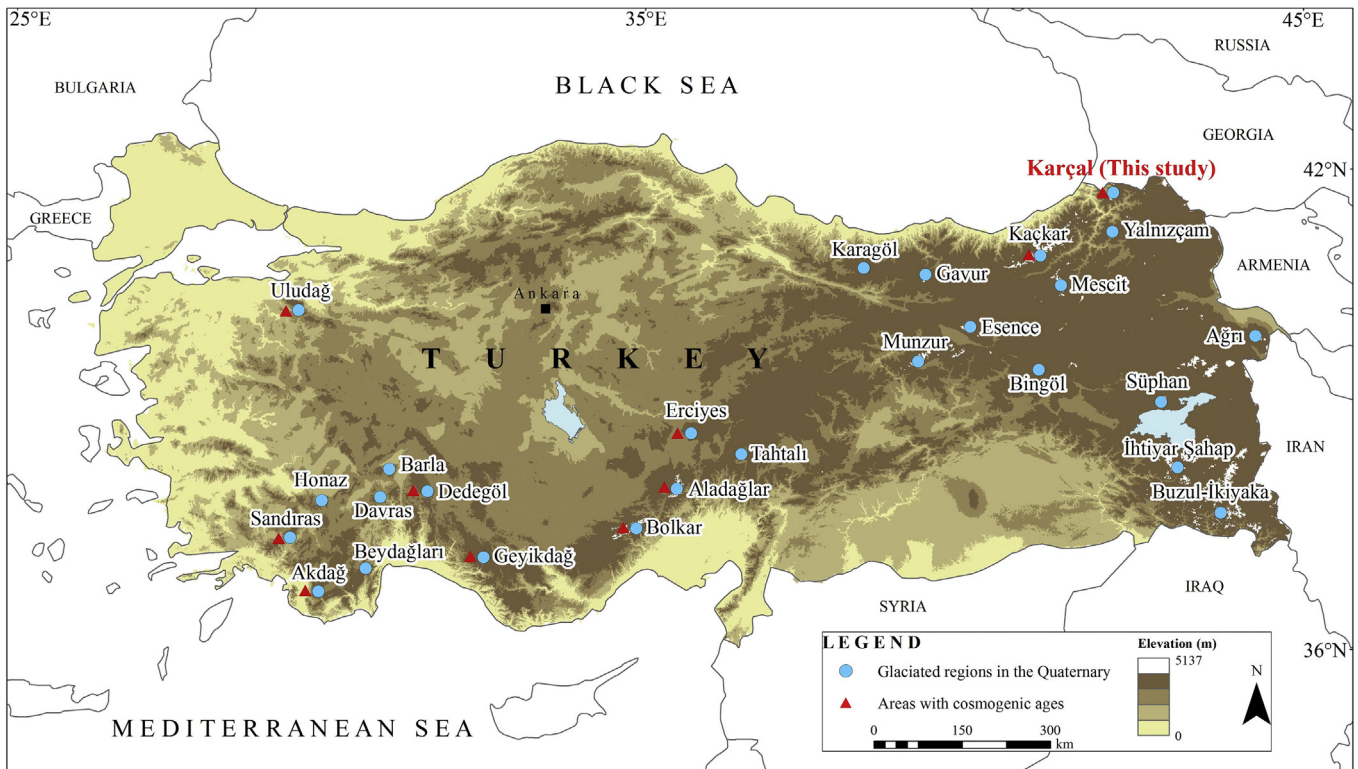 25°E
35°E
45°E
RUSSIA
BULGARIA
BLACK SEA
GEORGIA
Karçal (This study)
42°N
GREECE
Yalnızçam
Kaçkar
Karagöl
Gavur
ARMENIA
Mescit
Uludağ
Ankara
Esence
Ağrı
Munzur
TURKEY
Bingöl
Süphan
Erciyes
IRAN
Tahtalı
İhtiyar Şahap
Barla
Honaz
Dedegöl
Aladağlar
Buzul-İkiyaka
Davras
Sandıras
Bolkar
Beydağları
Geyikdağ
Akdağ
IRAQ
SYRIA
LEGEND
Elevation (m)
36°N
5137
Glaciated regions in the Quaternary
N
Areas with cosmogenic ages
MEDITERRANEAN SEA
0 150 300
km
0